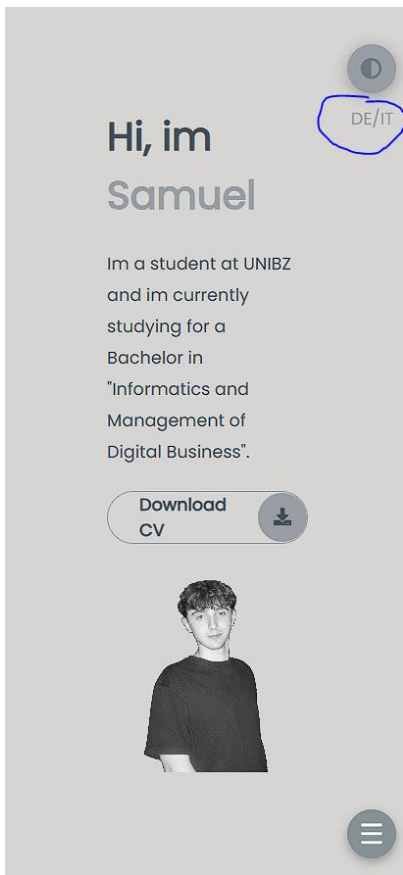 DE/IT
Hi, im
Samuel
Im a student at UNIBZ
and im currently
studying for a
Bachelor in
"Informatics and
Management of
Digital Business".
Download
CV